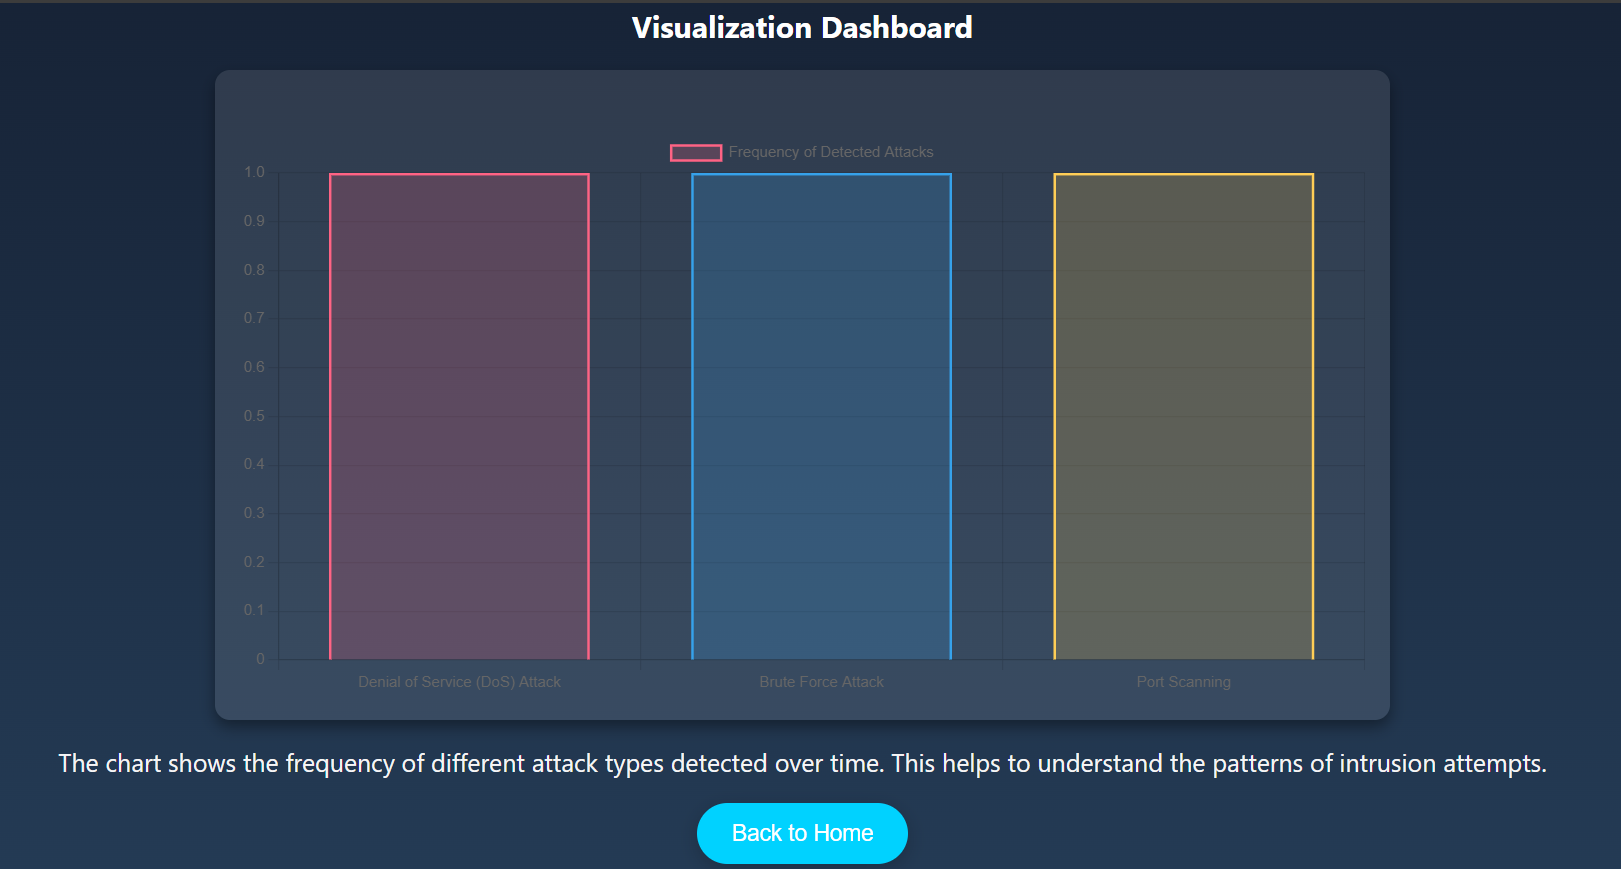 Visualization Dashboard
Frequency of Detected Attacks
1.0
0.9
0.8
0.7
0.6
0.5
0.4
0.3
0.2
0.1
0
Denial of Service (DoS) Attack
Brute Force Attack
Port Scanning
The chart shows the frequency of different attack types detected over time. This helps to understand the patterns of intrusion attempts.
Back to Home